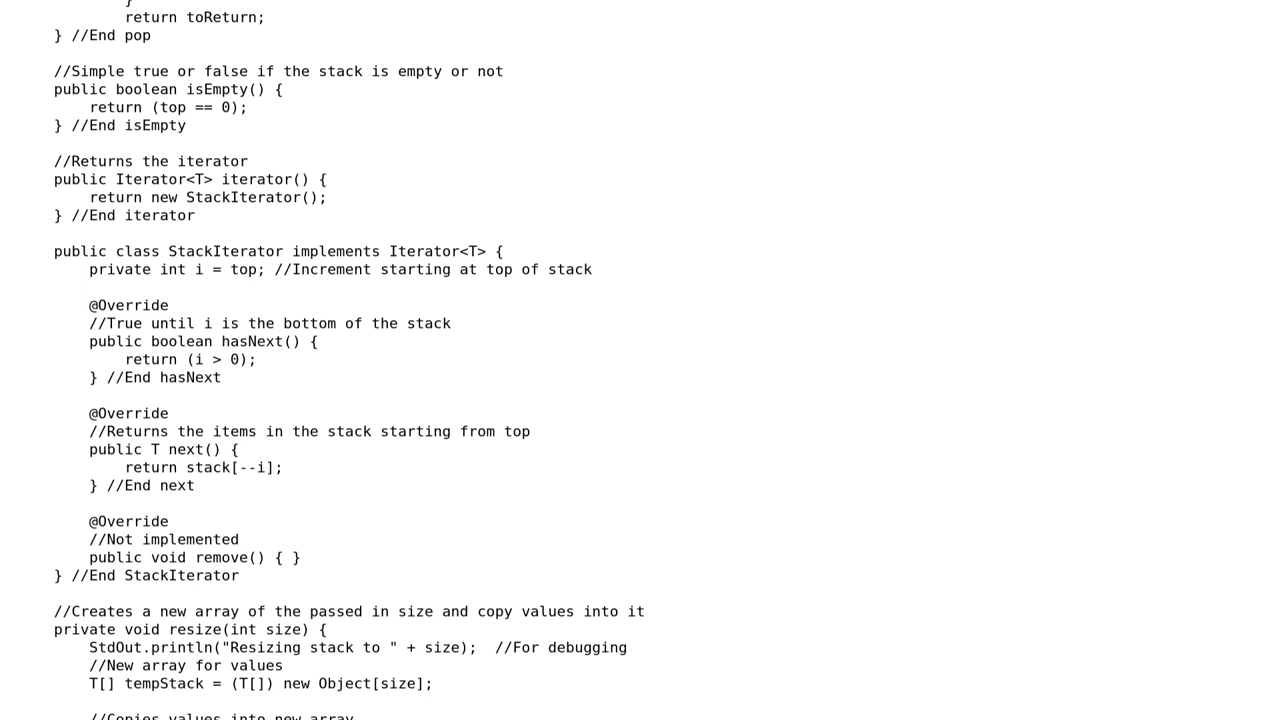 }
return toReturn;
} //End pop
//Simple true or false if the stack is empty or not
public boolean isEmpty() {
return (top == 0);
} //End isEmpty
//Returns the iterator
public Iterator<T> iterator() {
return new StackIterator();
} //End iterator
public class StackIterator implements Iterator<T> {
private int i = top; //Increment starting at top of stack
@Override
//True until i is the bottom of the stack
public boolean hasNext() {
return (i > 0);
} //End hasNext
@Override
//Returns the items in the stack starting from top
public T next() {
return stack[--i];
} //End next
@Override
//Not implemented
public void remove() { }
} //End StackIterator
//Creates a new array of the passed in size and copy values into it
private void resize(int size) {
StdOut.println("Resizing stack to " + size);  //For debugging
//New array for values
T[] tempStack = (T[]) new Object[size];
//Copies values into new array